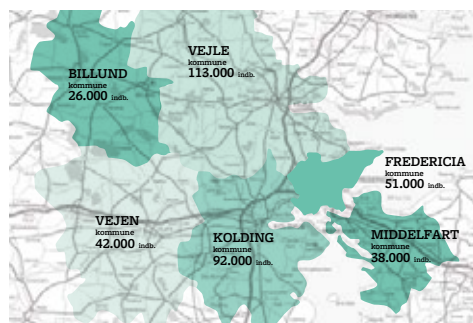 VEJLE
kommune
113.000 indb.
BILLUND
kommune
26.000 indb.
FREDERICIA
kommune
51.000 indb.
VEJEN
kommune
42.000 indb.
KOLDING
kommune
92.000 indb.
MIDDELFART
kommune
38.000 indb.